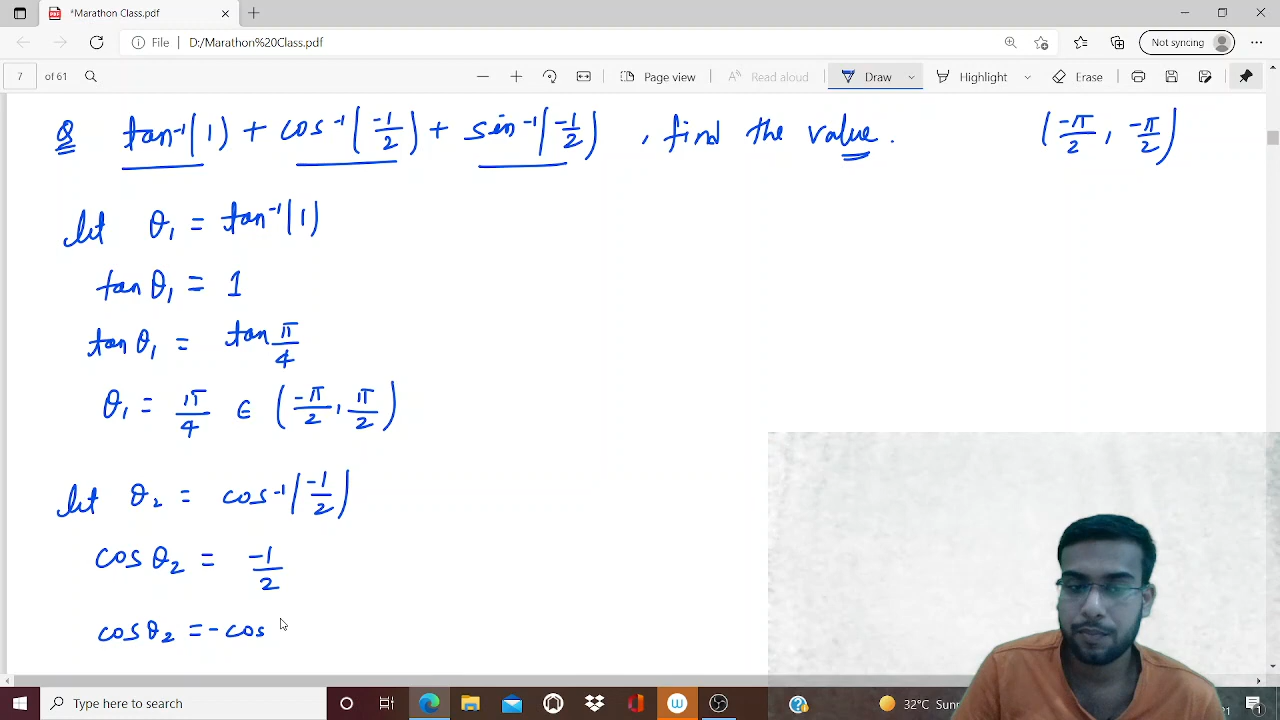 *Marathon Class.pdf
File D:/Marathon%20Class.pdf Not syncing
7 of 61 Page view Read aloud Draw Highlight Erase
Q tan⁻¹(1) + cos⁻¹(-1/2) + sin⁻¹(-1/2) , find the value. (-π/2, -π/2)
let θ₁ = tan⁻¹(1)
tan θ₁ = 1
tan θ₁ = tan π/4
θ₁ = π/4 ∈ (-π/2, π/2)
let θ₂ = cos⁻¹(-1/2)
cos θ₂ = -1/2
cos θ₂ = - cos
Type here to search 32°C Sunn